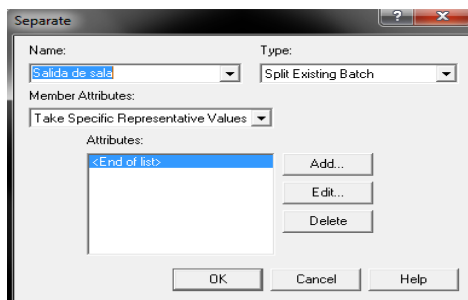 Separate
? X
Name: Type:
Salida de sala Split Existing Batch
Member Attributes:
Take Specific Representative Values
Attributes:
<End of list> Add...
Edit...
Delete
OK Cancel Help